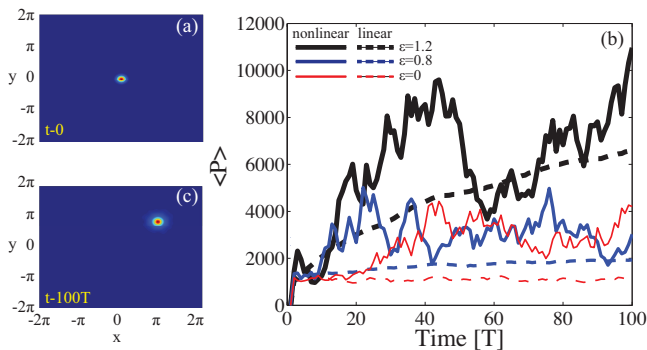 2π
(a)
π
y 0
-π
t-0
-2π
2π
(c)
π
y 0
-π
t-100T
-2π
-2π -π 0 π 2π
x
12000
nonlinear linear (b)
ε=1.2
10000
ε=0.8
ε=0
8000
<P>
6000
4000
2000
0
0 20 40 60 80 100
Time [T]